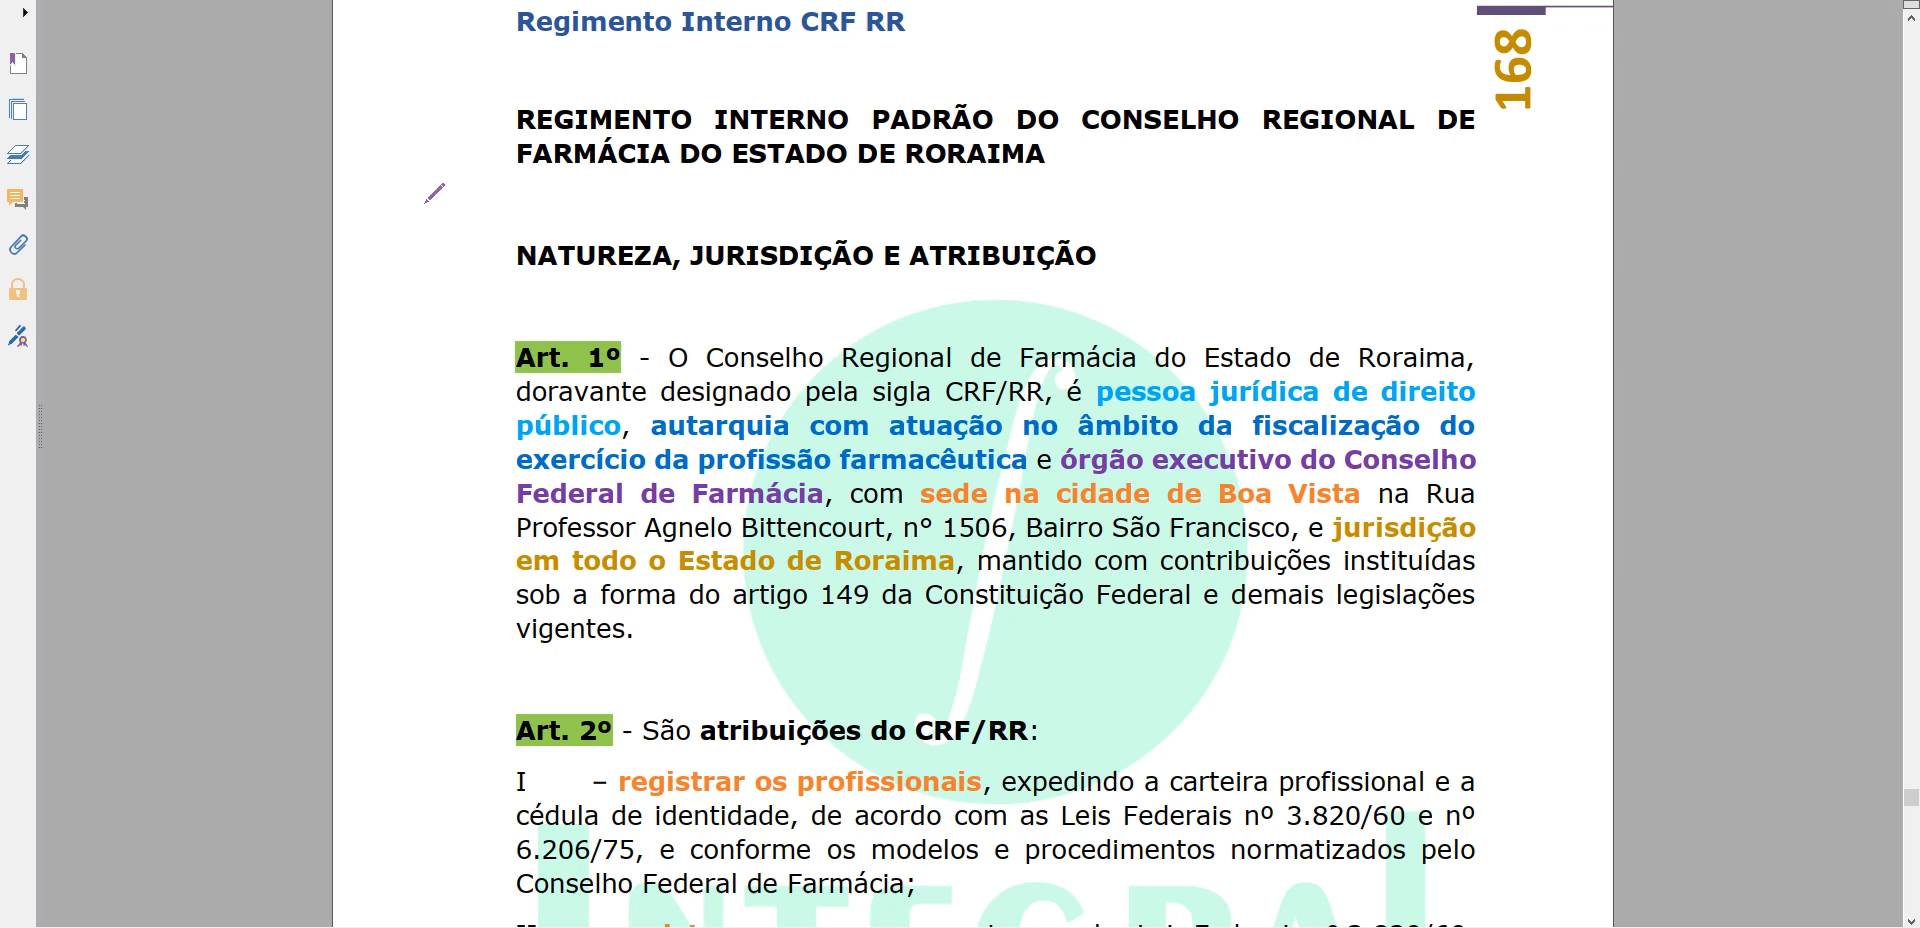 Regimento Interno CRF RR
168
REGIMENTO INTERNO PADRÃO DO CONSELHO REGIONAL DE
FARMÁCIA DO ESTADO DE RORAIMA
NATUREZA, JURISDIÇÃO E ATRIBUIÇÃO
Art. 1º - O Conselho Regional de Farmácia do Estado de Roraima,
doravante designado pela sigla CRF/RR, é pessoa jurídica de direito
público, autarquia com atuação no âmbito da fiscalização do
exercício da profissão farmacêutica e órgão executivo do Conselho
Federal de Farmácia, com sede na cidade de Boa Vista na Rua
Professor Agnelo Bittencourt, n° 1506, Bairro São Francisco, e jurisdição
em todo o Estado de Roraima, mantido com contribuições instituídas
sob a forma do artigo 149 da Constituição Federal e demais legislações
vigentes.
Art. 2º - São atribuições do CRF/RR:
I – registrar os profissionais, expedindo a carteira profissional e a
cédula de identidade, de acordo com as Leis Federais nº 3.820/60 e nº
6.206/75, e conforme os modelos e procedimentos normatizados pelo
Conselho Federal de Farmácia;
INTEGRAL